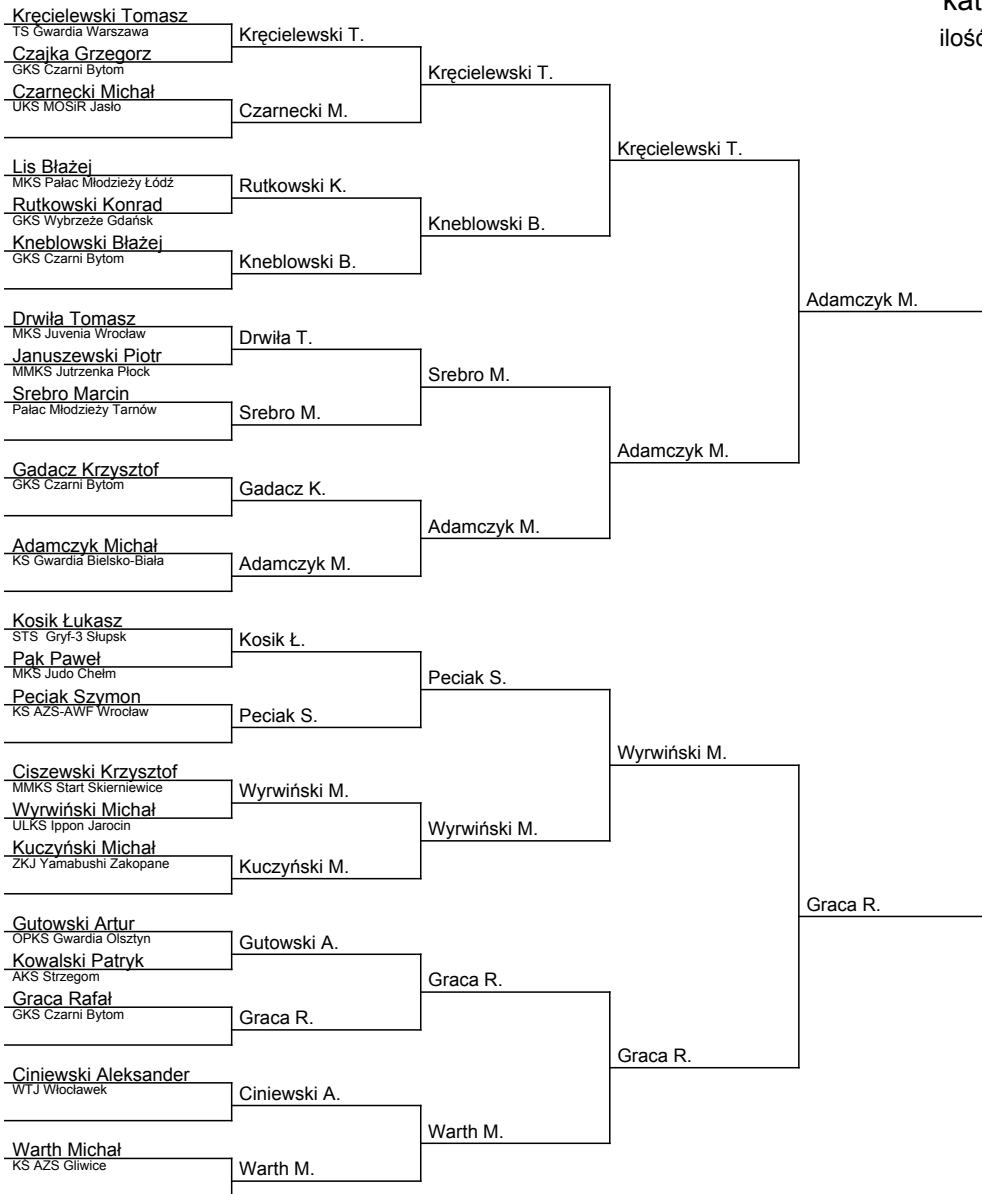 kat
ilość
Kręcielewski Tomasz
TS Gwardia Warszawa
Czajka Grzegorz
GKS Czarni Bytom
Czarnecki Michał
UKS MOSiR Jasło
Lis Błażej
MKS Pałac Młodzieży Łódź
Rutkowski Konrad
GKS Wybrzeże Gdańsk
Kneblowski Błażej
GKS Czarni Bytom
Drwiła Tomasz
MKS Juvenia Wrocław
Januszewski Piotr
MMKS Jutrzenka Płock
Srebro Marcin
Pałac Młodzieży Tarnów
Gadacz Krzysztof
GKS Czarni Bytom
Adamczyk Michał
KS Gwardia Bielsko-Biała
Kosik Łukasz
STS Gryf-3 Słupsk
Pąk Paweł
MKS Judo Chełm
Peciak Szymon
KS AZS-AWF Wrocław
Ciszewski Krzysztof
MMKS Start Skierniewice
Wyrwiński Michał
ULKS Ippon Jarocin
Kuczyński Michał
ZKJ Yamabushi Zakopane
Gutowski Artur
OPKS Gwardia Olsztyn
Kowalski Patryk
AKS Strzegom
Graca Rafał
GKS Czarni Bytom
Ciniewski Aleksander
WTJ Włocławek
Warth Michał
KS AZS Gliwice
Kręcielewski T.
Czarnecki M.
Rutkowski K.
Kneblowski B.
Drwiła T.
Srebro M.
Gadacz K.
Adamczyk M.
Kosik Ł.
Peciak S.
Wyrwiński M.
Kuczyński M.
Gutowski A.
Graca R.
Ciniewski A.
Warth M.
Kręcielewski T.
Kneblowski B.
Srebro M.
Adamczyk M.
Peciak S.
Wyrwiński M.
Graca R.
Warth M.
Kręcielewski T.
Adamczyk M.
Wyrwiński M.
Graca R.
Adamczyk M.
Graca R.